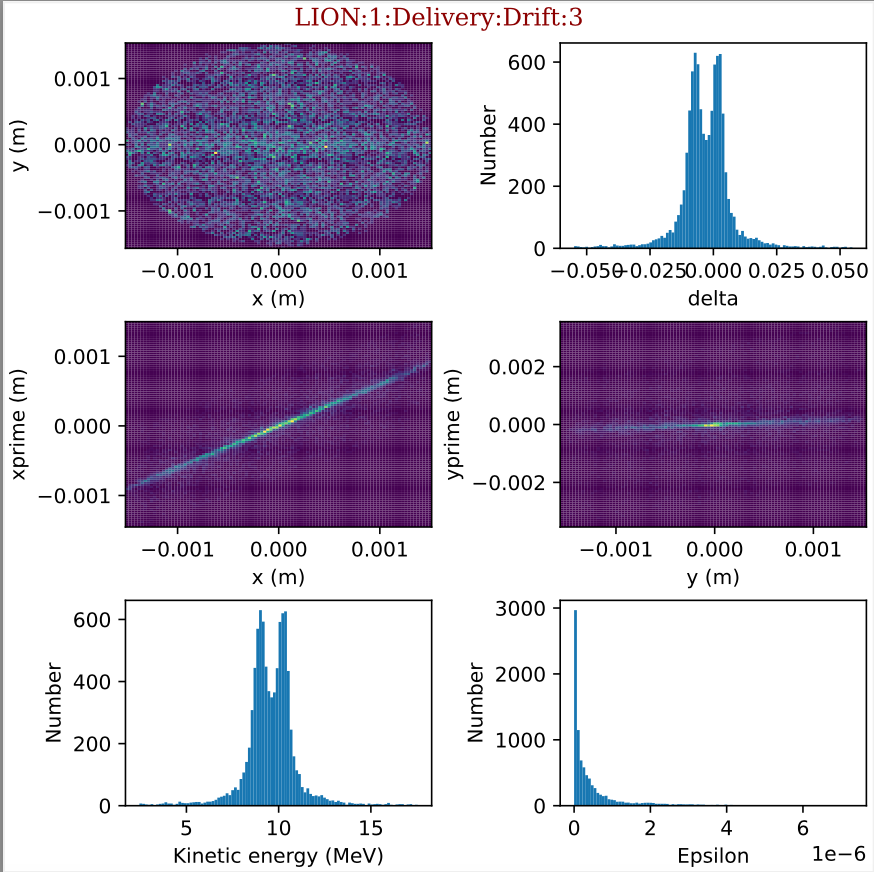 LION:1:Delivery:Drift:3
y (m)
0.001
0.000
−0.001
−0.001 0.000 0.001
x (m)
Number
600
400
200
0
−0.050 −0.025 0.000 0.025 0.050
delta
xprime (m)
0.001
0.000
−0.001
−0.001 0.000 0.001
x (m)
yprime (m)
0.002
0.000
−0.002
−0.001 0.000 0.001
y (m)
Number
600
400
200
0
5 10 15
Kinetic energy (MeV)
Number
3000
2000
1000
0
0 2 4 6
Epsilon
1e−6